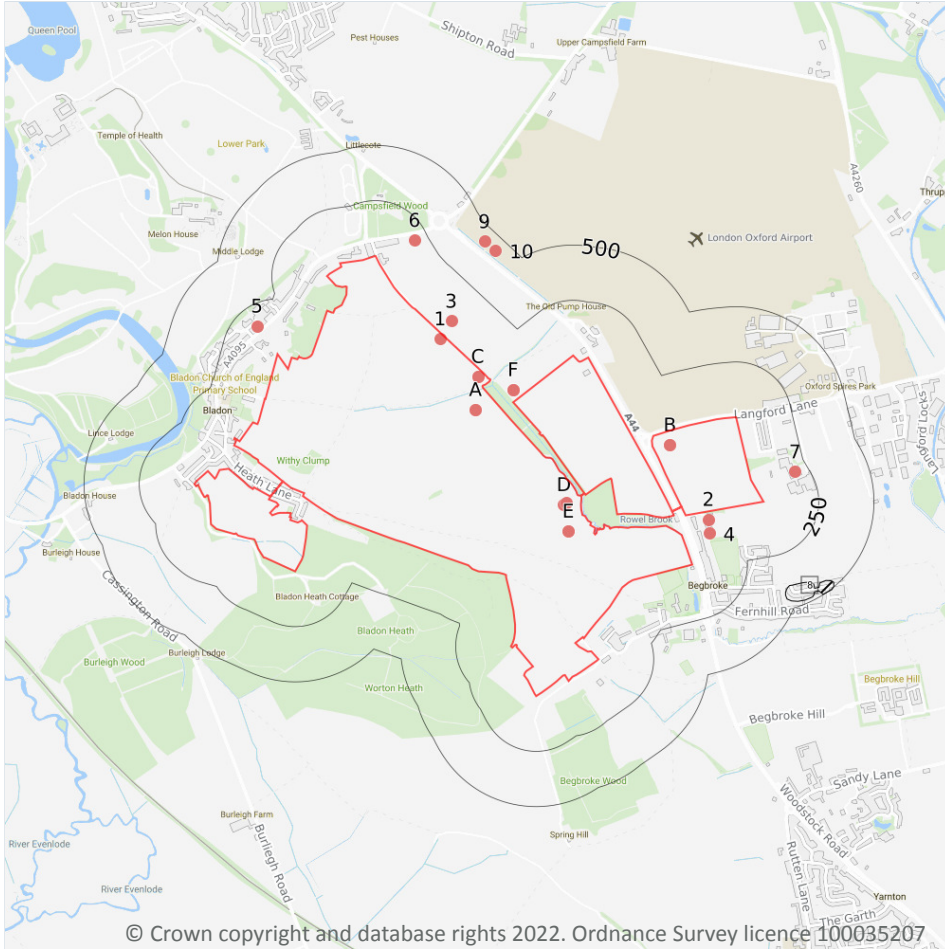 Queen Pool
Pest Houses
Shipton Road
Upper Campsfield Farm
A4260
Temple of Health
Lower Park
Littlecote
Thrupp
Campsfield Wood
Melon House
Middle Lodge
6
9
10
500
London Oxford Airport
5
3
1
The Old Pump House
A4095
Bladon Church of England
Primary School
Bladon
C
A
F
Oxford Spires Park
Langford Lane
Langford Locks
A44
B
Lince Lodge
Withy Clump
Heath Lane
7
Bladon House
D
E
Rowel Brook
2
4
250
Burleigh House
Cassington Road
Bladon Heath Cottage
Begbroke
8
Fernhill Road
Bladon Heath
Burleigh Wood
Burleigh Lodge
Worton Heath
Begbroke Hill
Begbroke Hill
Begbroke Wood
Sandy Lane
Woodstock Road
Burleigh Farm
Burliegh Road
Spring Hill
River Evenlode
Rutten Lane
River Evenlode
Yarnton
The Garth
© Crown copyright and database rights 2022. Ordnance Survey licence 100035207